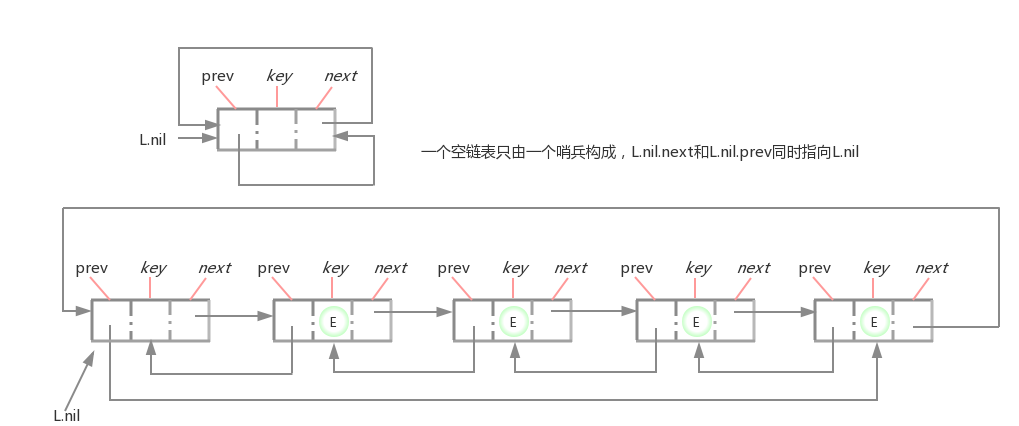 prev key next
L.nil
一个空链表只由一个哨兵构成，L.nil.next和L.nil.prev同时指向L.nil
prev key next prev key next prev key next prev key next prev key next
E E E E
L.nil